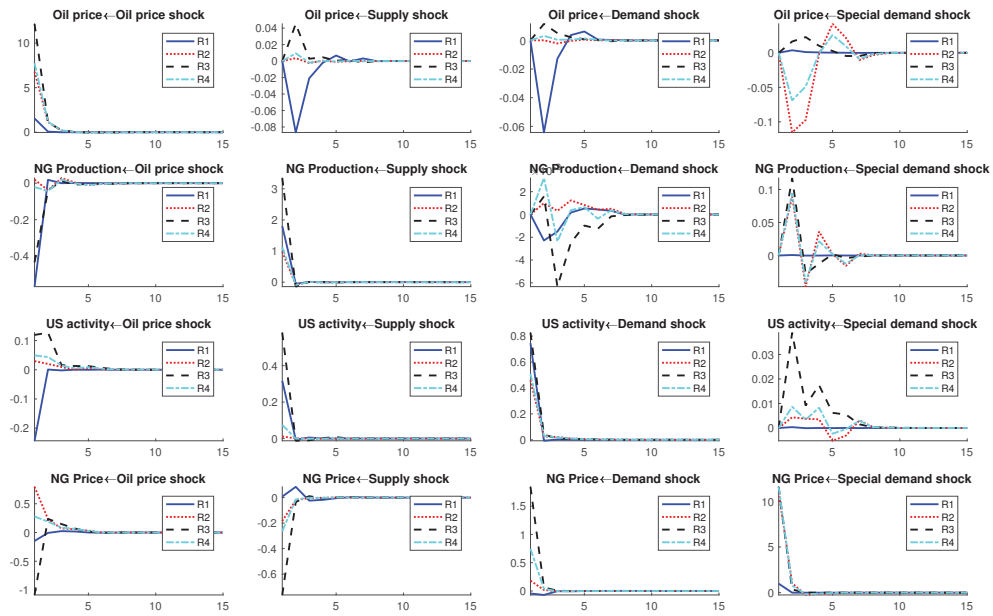 Oil price←Oil price shock
10
5
0
5
10
15
R1
R2
R3
R4
Oil price←Supply shock
0.04
0.02
0
-0.02
-0.04
-0.06
-0.08
5
10
15
R1
R2
R3
R4
Oil price←Demand shock
0
-0.02
-0.04
-0.06
5
10
15
R1
R2
R3
R4
Oil price←Special demand shock
0
-0.05
-0.1
5
10
15
R1
R2
R3
R4
NG Production←Oil price shock
0
-0.2
-0.4
5
10
15
R1
R2
R3
R4
NG Production←Supply shock
3
2
1
0
5
10
15
R1
R2
R3
R4
NG Production←Demand shock
2
0
-2
-4
-6
5
10
15
R1
R2
R3
R4
NG Production←Special demand shock
0.1
0.05
0
5
10
15
R1
R2
R3
R4
US activity←Oil price shock
0.1
0
-0.1
-0.2
5
10
15
R1
R2
R3
R4
US activity←Supply shock
0.4
0.2
0
5
10
15
R1
R2
R3
R4
US activity←Demand shock
0.8
0.6
0.4
0.2
0
5
10
15
R1
R2
R3
R4
US activity←Special demand shock
0.03
0.02
0.01
0
5
10
15
R1
R2
R3
R4
NG Price←Oil price shock
0.5
0
-0.5
-1
5
10
15
R1
R2
R3
R4
NG Price←Supply shock
0
-0.2
-0.4
-0.6
5
10
15
R1
R2
R3
R4
NG Price←Demand shock
1.5
1
0.5
0
5
10
15
R1
R2
R3
R4
NG Price←Special demand shock
10
5
0
5
10
15
R1
R2
R3
R4